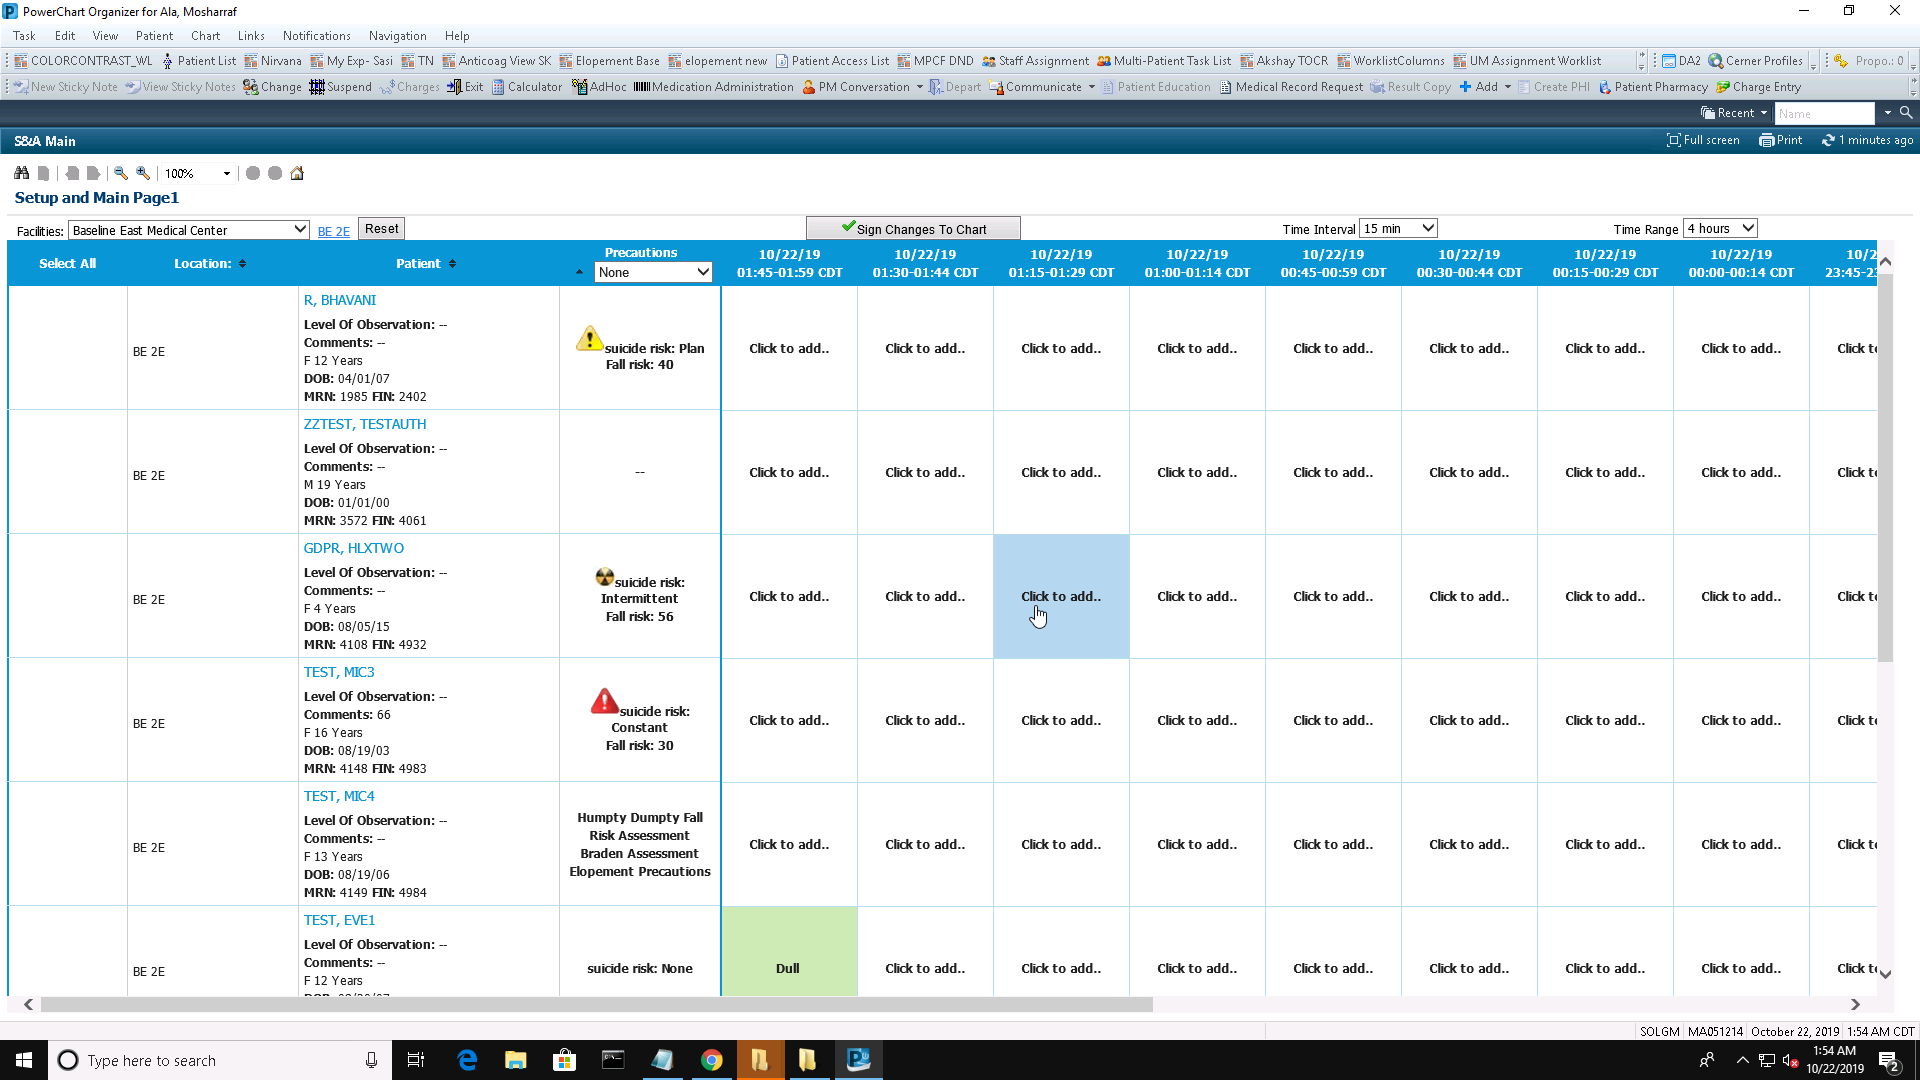 PowerChart Organizer for Ala, Mosharraf
Task Edit View Patient Chart Links Notifications Navigation Help
COLORCONTRAST_WL Patient List Nirvana My Exp- Sasi TN Anticoag View SK Elopement Base elopement new Patient Access List MPCF DND Staff Assignment Multi-Patient Task List Akshay TOCR WorklistColumns UM Assignment Worklist DA2 Cerner Profiles Propo.: 0
New Sticky Note View Sticky Notes Change Suspend Charges Exit Calculator AdHoc Medication Administration PM Conversation Depart Communicate Patient Education Medical Record Request Result Copy Add Create PHI Patient Pharmacy Charge Entry
Recent Name
S&A Main Full screen Print 1 minutes ago
100%
Setup and Main Page1
Facilities: Baseline East Medical Center BE 2E Reset Sign Changes To Chart Time Interval 15 min Time Range 4 hours
Select All Location: Patient Precautions None
10/22/19 10/22/19 10/22/19 10/22/19 10/22/19 10/22/19 10/22/19 10/22/19 10/2
01:45-01:59 CDT 01:30-01:44 CDT 01:15-01:29 CDT 01:00-01:14 CDT 00:45-00:59 CDT 00:30-00:44 CDT 00:15-00:29 CDT 00:00-00:14 CDT 23:45-23
BE 2E
R, BHAVANI
Level Of Observation: --
Comments: --
F 12 Years
DOB: 04/01/07
MRN: 1985 FIN: 2402
suicide risk: Plan
Fall risk: 40
Click to add.. Click to add.. Click to add.. Click to add.. Click to add.. Click to add.. Click to add.. Click to add.. Click t
BE 2E
ZZTEST, TESTAUTH
Level Of Observation: --
Comments: --
M 19 Years
DOB: 01/01/00
MRN: 3572 FIN: 4061
--
Click to add.. Click to add.. Click to add.. Click to add.. Click to add.. Click to add.. Click to add.. Click to add.. Click t
BE 2E
GDPR, HLXTWO
Level Of Observation: --
Comments: --
F 4 Years
DOB: 08/05/15
MRN: 4108 FIN: 4932
suicide risk:
Intermittent
Fall risk: 56
Click to add.. Click to add.. Click to add.. Click to add.. Click to add.. Click to add.. Click to add.. Click to add.. Click t
BE 2E
TEST, MIC3
Level Of Observation: --
Comments: 66
F 16 Years
DOB: 08/19/03
MRN: 4148 FIN: 4983
suicide risk:
Constant
Fall risk: 30
Click to add.. Click to add.. Click to add.. Click to add.. Click to add.. Click to add.. Click to add.. Click to add.. Click t
BE 2E
TEST, MIC4
Level Of Observation: --
Comments: --
F 13 Years
DOB: 08/19/06
MRN: 4149 FIN: 4984
Humpty Dumpty Fall
Risk Assessment
Braden Assessment
Elopement Precautions
Click to add.. Click to add.. Click to add.. Click to add.. Click to add.. Click to add.. Click to add.. Click to add.. Click t
BE 2E
TEST, EVE1
Level Of Observation: --
Comments: --
F 12 Years
suicide risk: None
Dull Click to add.. Click to add.. Click to add.. Click to add.. Click to add.. Click to add.. Click to add.. Click t
SOLGM MA051214 October 22, 2019 1:54 AM CDT
Type here to search
1:54 AM
10/22/2019
2